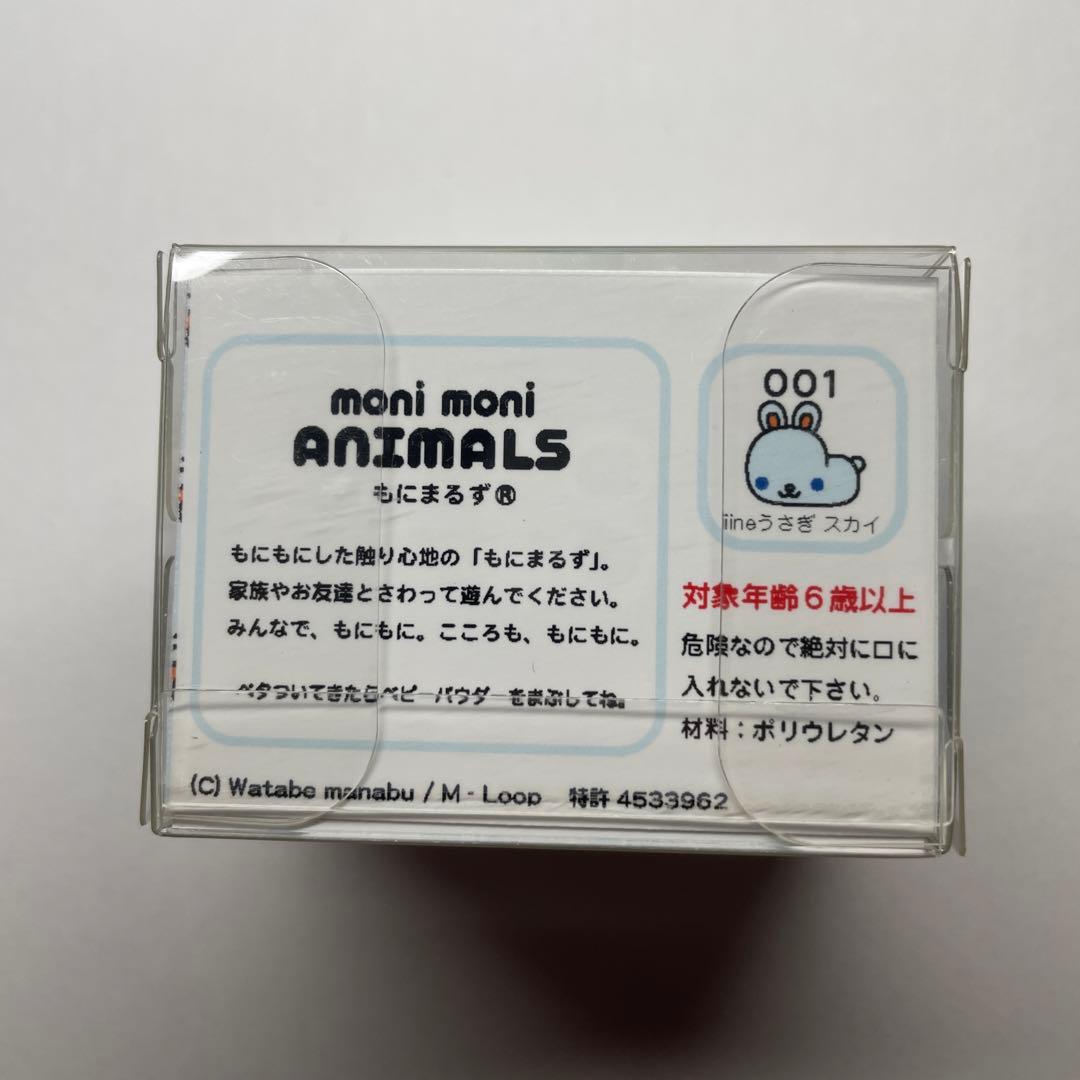 moni moni
ANIMALS
もにまるず®
もにもにした触り心地の「もにまるず」。
家族やお友達とさわって遊んでください。
みんなで、もにもに。こころも、もにもに。
ベタついてきたらベビーパウダーをまぶしてね。
001
iineうさぎ スカイ
対象年齢6歳以上
危険なので絶対に口に
入れないで下さい。
材料：ポリウレタン
(C) Watabe manabu / M - Loop 特許 4533962